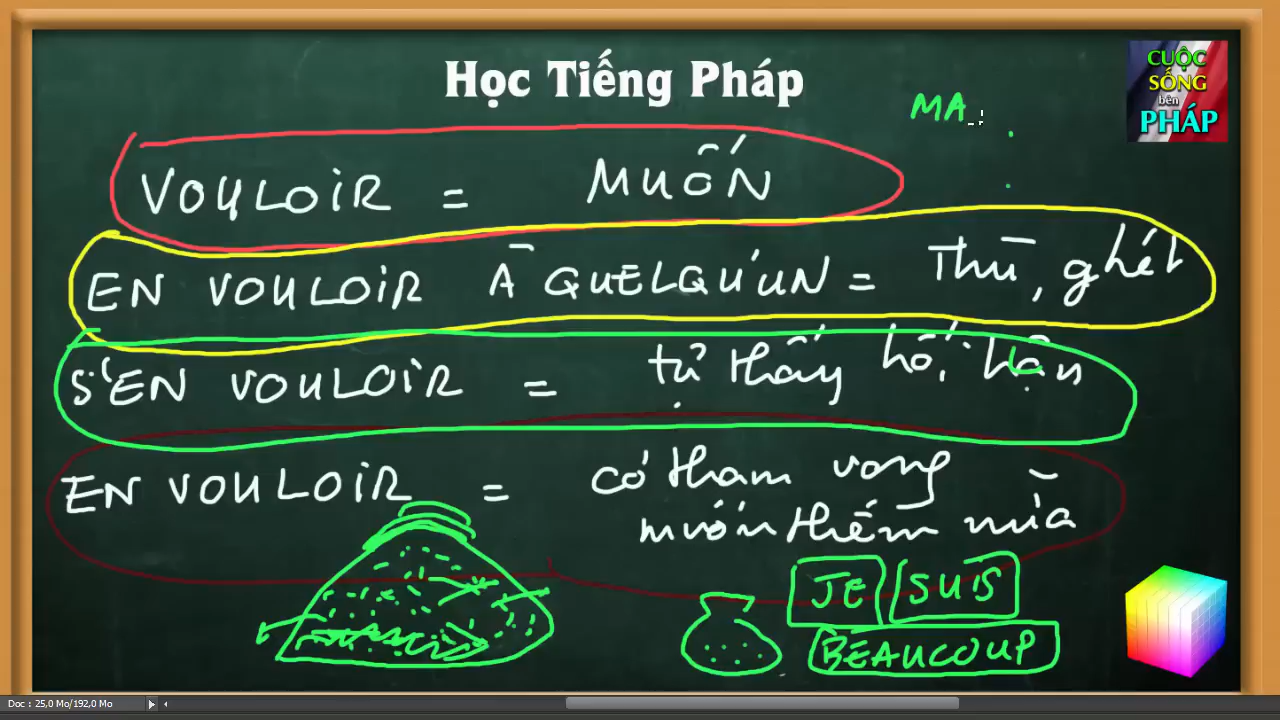 Học Tiếng Pháp
CUỘC
SỐNG
bên
PHÁP
MA
VOULOIR = MUỐN
EN VOULOIR À QUELQU'UN = Thù, ghét
S'EN VOULOIR = tự thấy hối hận
EN VOULOIR = có tham vọng
muốn thêm nữa
JE SUIS
BEAUCOUP
Doc : 25,0 Mo/192,0 Mo